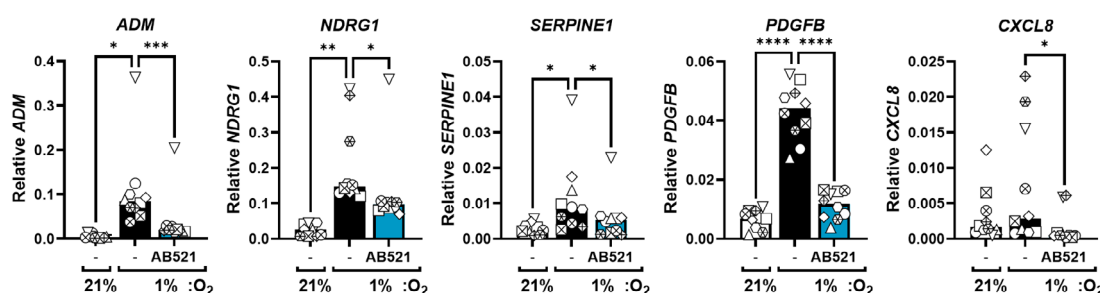 ADM
* ***
Relative ADM
0.4
0.3
0.2
0.1
0.0
- - AB521
21% 1% :O₂
NDRG1
** *
Relative NDRG1
0.5
0.4
0.3
0.2
0.1
0.0
- - AB521
21% 1% :O₂
SERPINE1
* *
Relative SERPINE1
0.05
0.04
0.03
0.02
0.01
0.00
- - AB521
21% 1% :O₂
PDGFB
**** ****
Relative PDGFB
0.06
0.04
0.02
0.00
- - AB521
21% 1% :O₂
CXCL8
*
Relative CXCL8
0.025
0.020
0.015
0.010
0.005
0.000
- - AB521
21% 1% :O₂